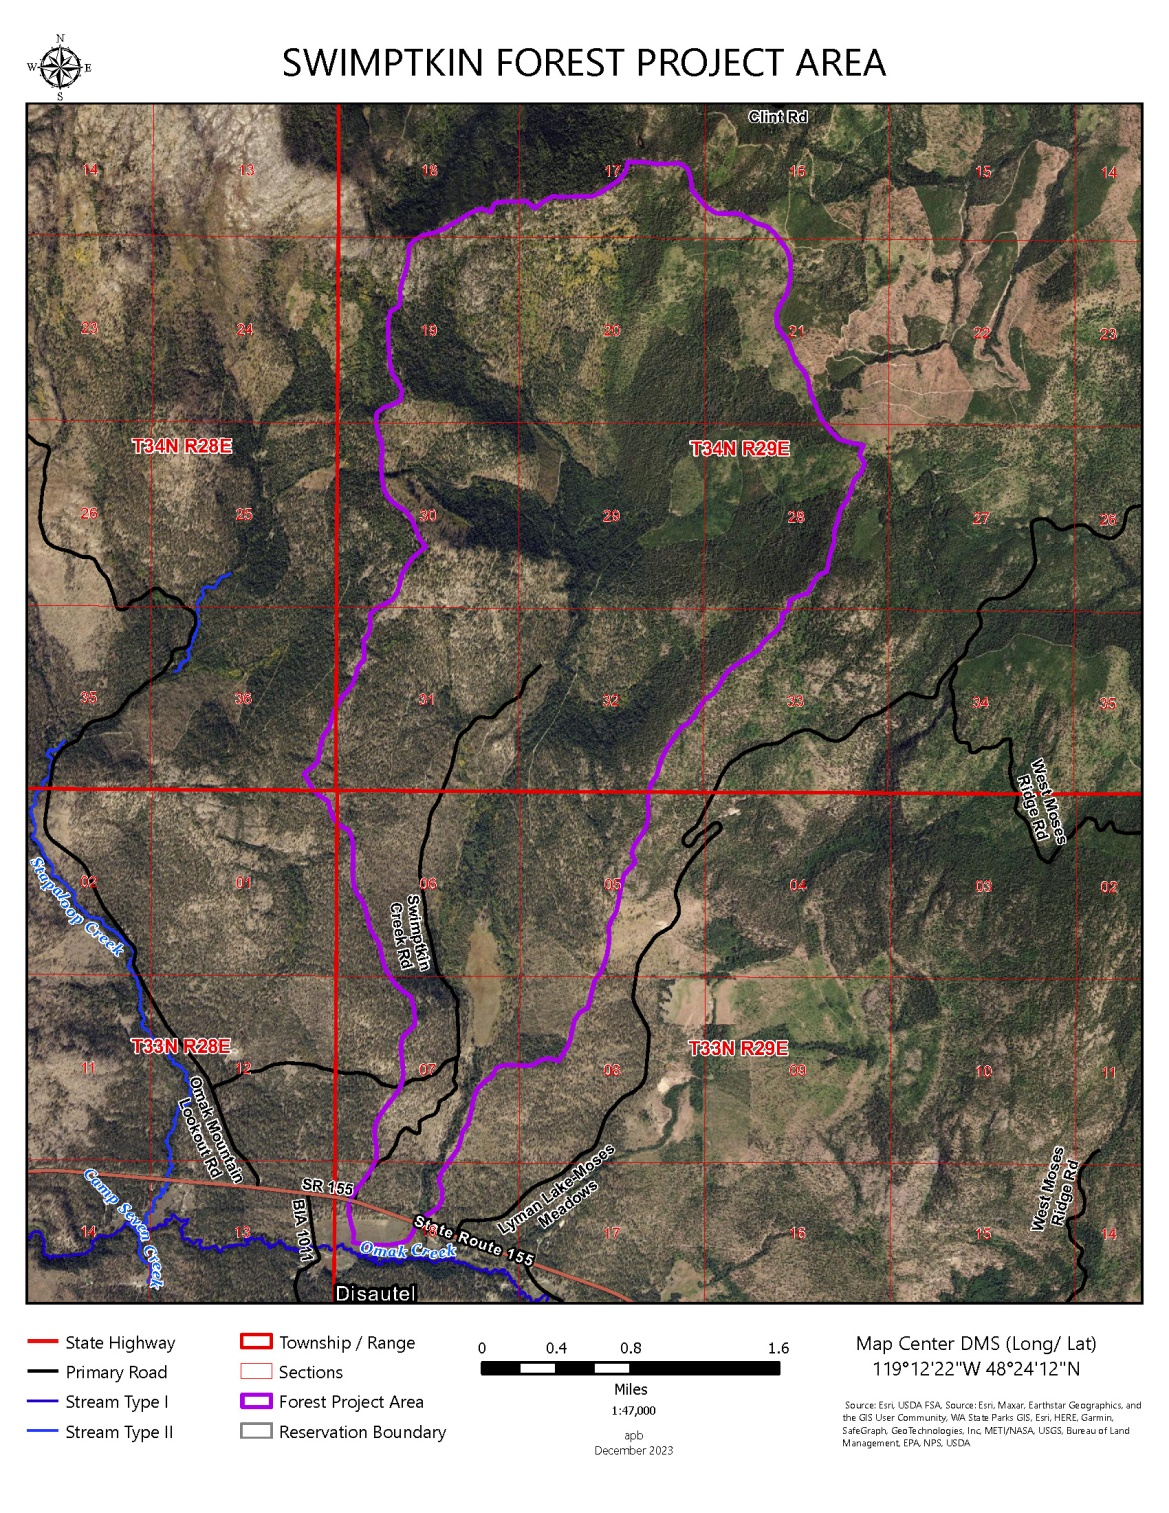 N
W E
S
SWIMPTKIN FOREST PROJECT AREA
Clint Rd
14 13 18 17 16 15 14
23 24 19 20 21 22 23
T34N R28E T34N R29E
26 25 30 29 28 27 26
35 36 31 32 33 34 35
West Moses
Ridge Rd
02 01 06 05 04 03 02
Stapaloop Creek
Swimptkin
Creek Rd
T33N R28E T33N R29E
11 12 07 08 09 10 11
Omak Mountain
Lookout Rd
SR 155
Lyman Lake-Moses
Meadows
West Moses
Ridge Rd
Camp Seven Creek
BIA 1011
14 13 18 17 16 15 14
State Route 155
Omak Creek
Disautel
State Highway
Primary Road
Stream Type I
Stream Type II
Township / Range
Sections
Forest Project Area
Reservation Boundary
0 0.4 0.8 1.6
Miles
1:47,000
apb
December 2023
Map Center DMS (Long/ Lat)
119°12'22"W 48°24'12"N
Source: Esri, USDA FSA, Source: Esri, Maxar, Earthstar Geographics, and
the GIS User Community, WA State Parks GIS, Esri, HERE, Garmin,
SafeGraph, GeoTechnologies, Inc, METI/NASA, USGS, Bureau of Land
Management, EPA, NPS, USDA